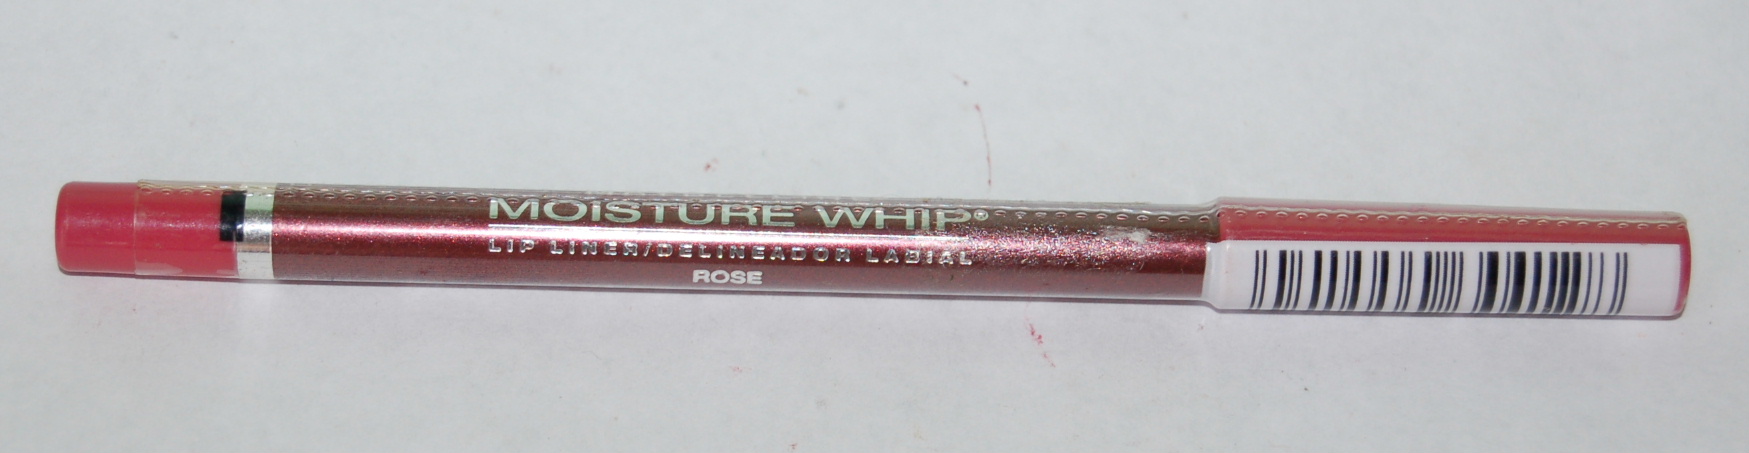 MOISTURE WHIP®
LIP LINER/DELINEADOR LABIAL
ROSE